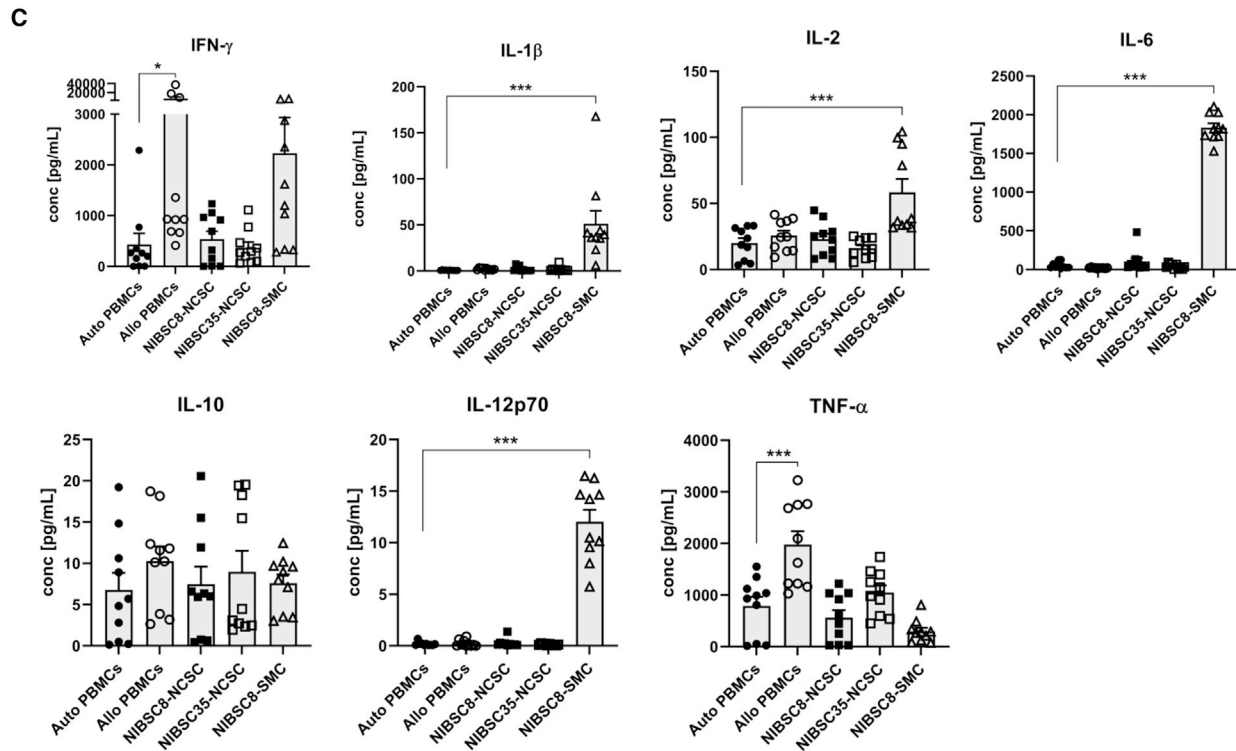 C
IFN-γ
*
conc [pg/mL]
40000
20000
3000
2000
1000
0
Auto PBMCs
Allo PBMCs
NIBSC8-NCSC
NIBSC35-NCSC
NIBSC8-SMC
IL-1β
***
conc [pg/mL]
200
150
100
50
0
Auto PBMCs
Allo PBMCs
NIBSC8-NCSC
NIBSC35-NCSC
NIBSC8-SMC
IL-2
***
conc [pg/mL]
150
100
50
0
Auto PBMCs
Allo PBMCs
NIBSC8-NCSC
NIBSC35-NCSC
NIBSC8-SMC
IL-6
***
conc [pg/mL]
2500
2000
1500
1000
500
0
Auto PBMCs
Allo PBMCs
NIBSC8-NCSC
NIBSC35-NCSC
NIBSC8-SMC
IL-10
conc [pg/mL]
25
20
15
10
5
0
Auto PBMCs
Allo PBMCs
NIBSC8-NCSC
NIBSC35-NCSC
NIBSC8-SMC
IL-12p70
***
conc [pg/mL]
20
15
10
5
0
Auto PBMCs
Allo PBMCs
NIBSC8-NCSC
NIBSC35-NCSC
NIBSC8-SMC
TNF-α
***
conc [pg/mL]
4000
3000
2000
1000
0
Auto PBMCs
Allo PBMCs
NIBSC8-NCSC
NIBSC35-NCSC
NIBSC8-SMC